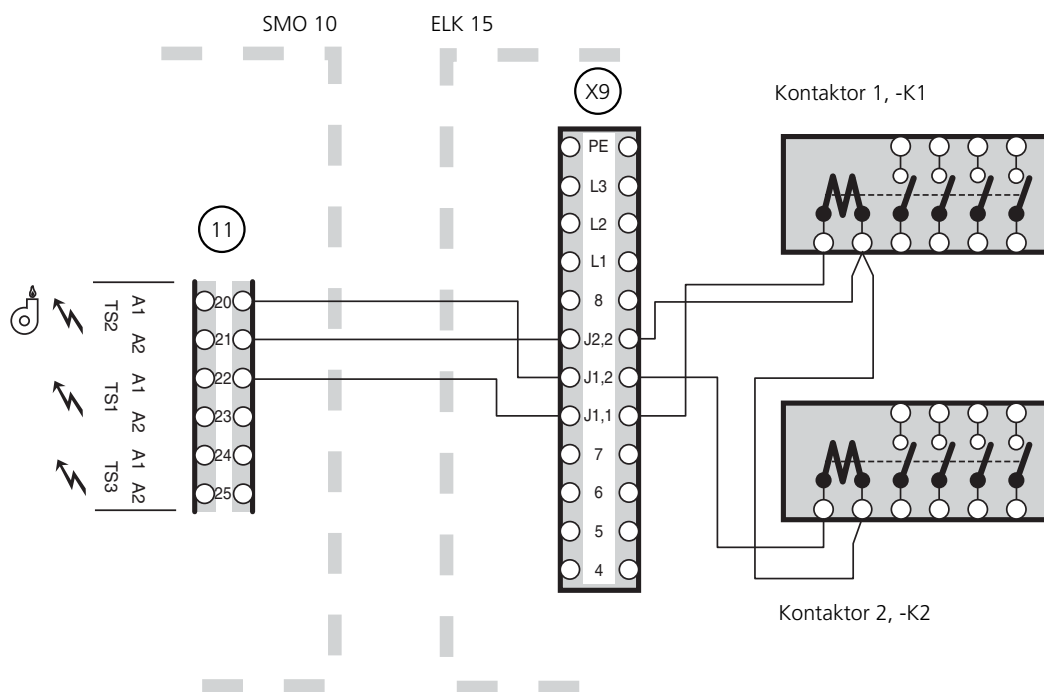 SMO 10
ELK 15
X9
Kontaktor 1, -K1
PE
L3
L2
L1
8
J2,2
J1,2
J1,1
7
6
5
4
11
20
21
22
23
24
25
A1
TS2
A2
A1
TS1
A2
A1
TS3
A2
Kontaktor 2, -K2